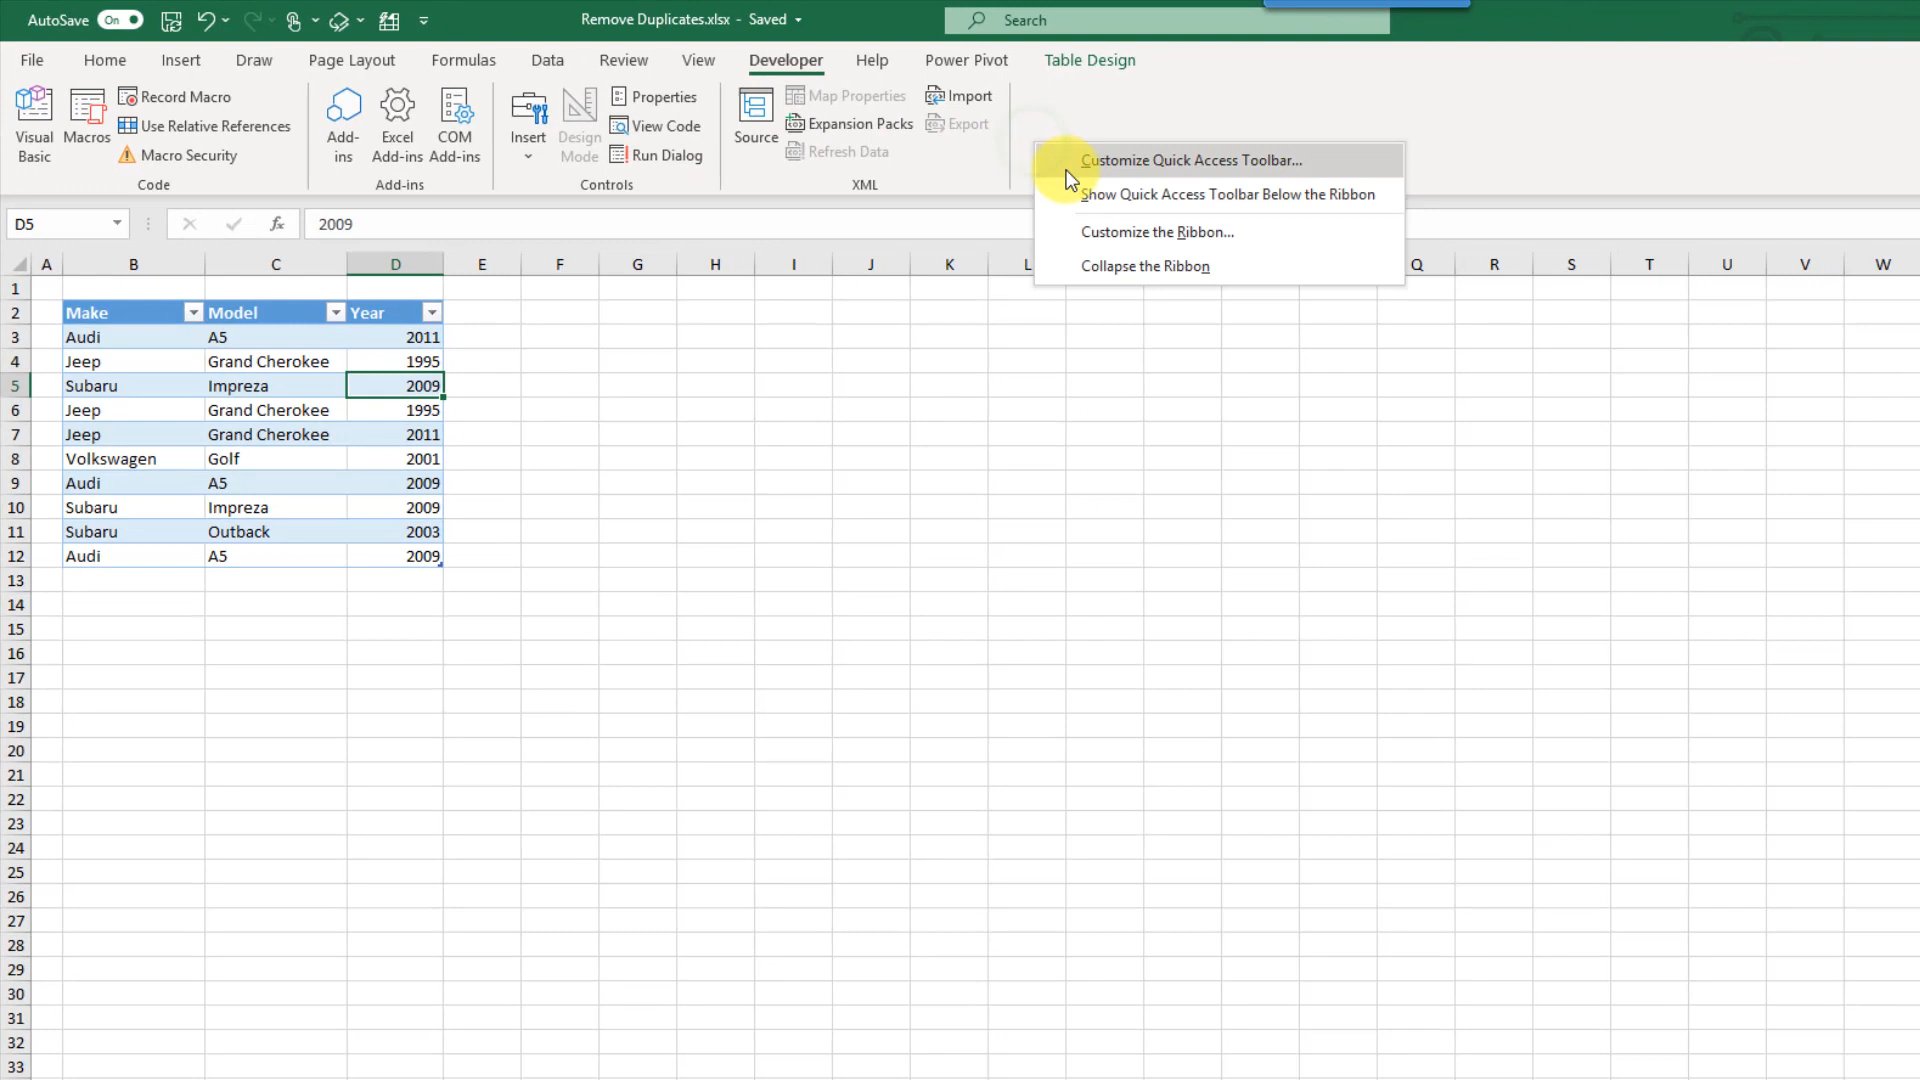 AutoSave On Remove Duplicates.xlsx - Saved Search
File Home Insert Draw Page Layout Formulas Data Review View Developer Help Power Pivot Table Design
Visual Basic
Macros
Record Macro
Use Relative References
Macro Security
Code
Add-ins
Excel Add-ins
COM Add-ins
Add-ins
Insert
Design Mode
Properties
View Code
Run Dialog
Controls
Source
Map Properties
Expansion Packs
Refresh Data
Import
Export
XML
Customize Quick Access Toolbar...
Show Quick Access Toolbar Below the Ribbon
Customize the Ribbon...
Collapse the Ribbon
D5 fx 2009
A B C D E F G H I J K L Q R S T U V W
1
2 Make Model Year
3 Audi A5 2011
4 Jeep Grand Cherokee 1995
5 Subaru Impreza 2009
6 Jeep Grand Cherokee 1995
7 Jeep Grand Cherokee 2011
8 Volkswagen Golf 2001
9 Audi A5 2009
10 Subaru Impreza 2009
11 Subaru Outback 2003
12 Audi A5 2009
13
14
15
16
17
18
19
20
21
22
23
24
25
26
27
28
29
30
31
32
33